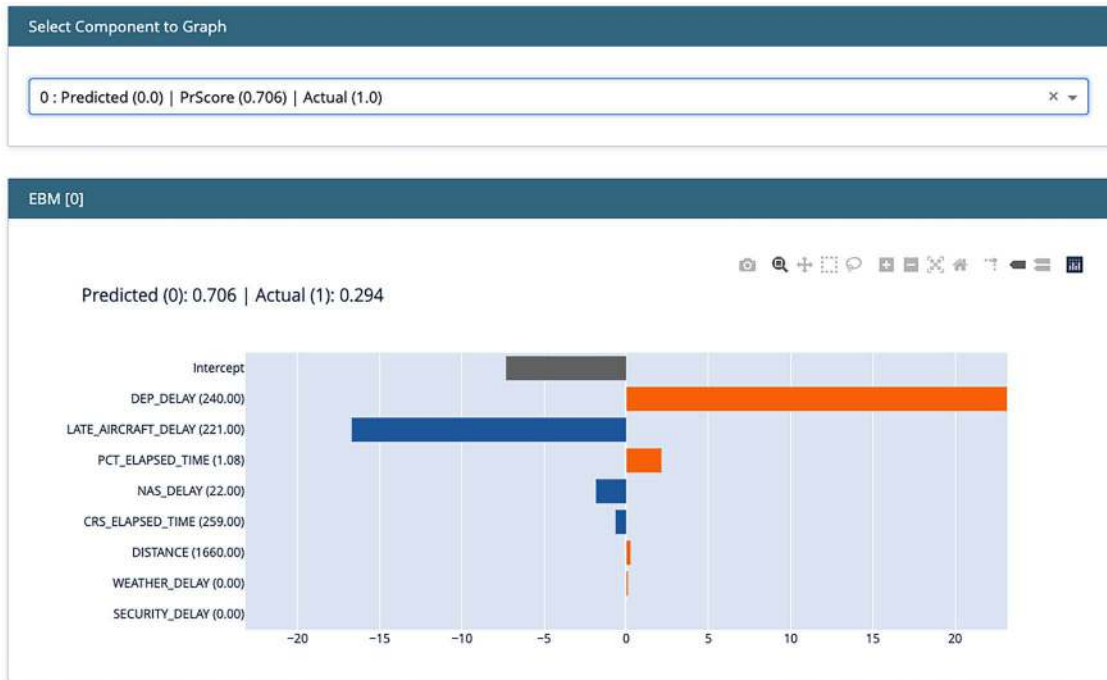 Select Component to Graph
0 : Predicted (0.0) | PrScore (0.706) | Actual (1.0)
EBM [0]
Predicted (0): 0.706 | Actual (1): 0.294
Intercept
DEP_DELAY (240.00)
LATE_AIRCRAFT_DELAY (221.00)
PCT_ELAPSED_TIME (1.08)
NAS_DELAY (22.00)
CRS_ELAPSED_TIME (259.00)
DISTANCE (1660.00)
WEATHER_DELAY (0.00)
SECURITY_DELAY (0.00)
−20 −15 −10 −5 0 5 10 15 20